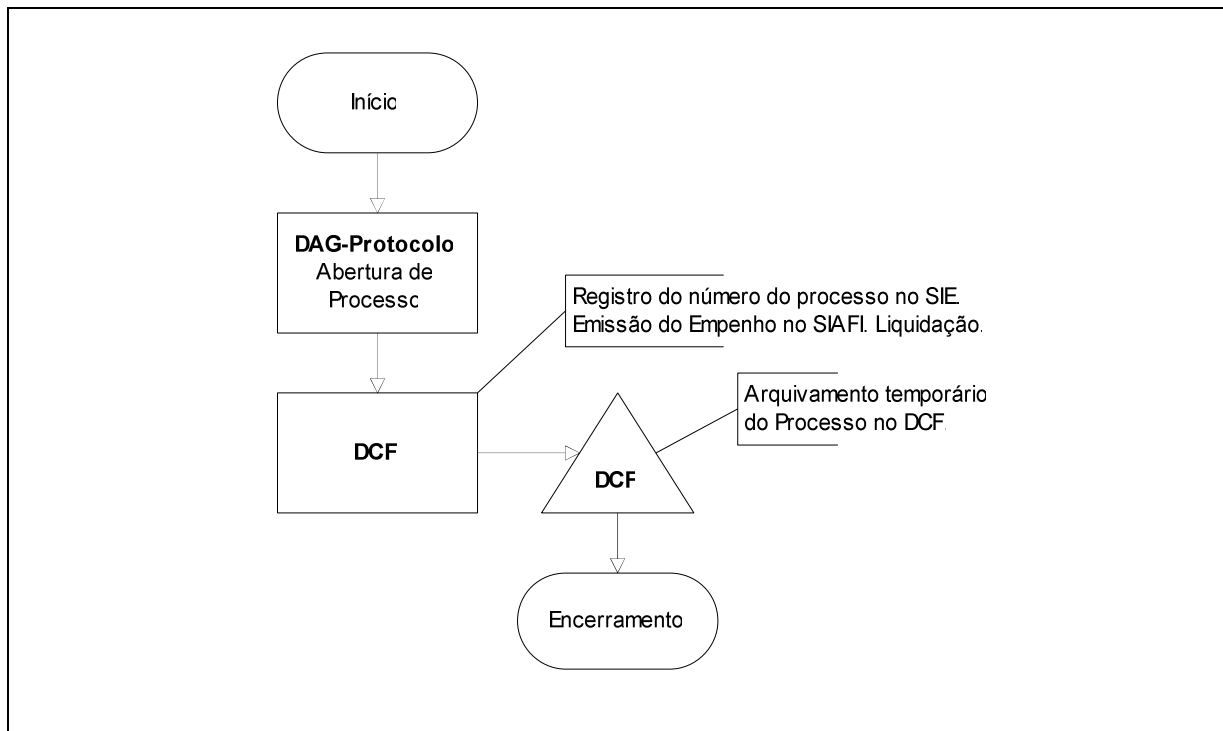 Início
DAG-Protocolo
Abertura de
Processo
Registro do número do processo no SIE.
Emissão do Empenho no SIAFI. Liquidação.
DCF
Arquivamento temporário
do Processo no DCF.
DCF
Encerramento